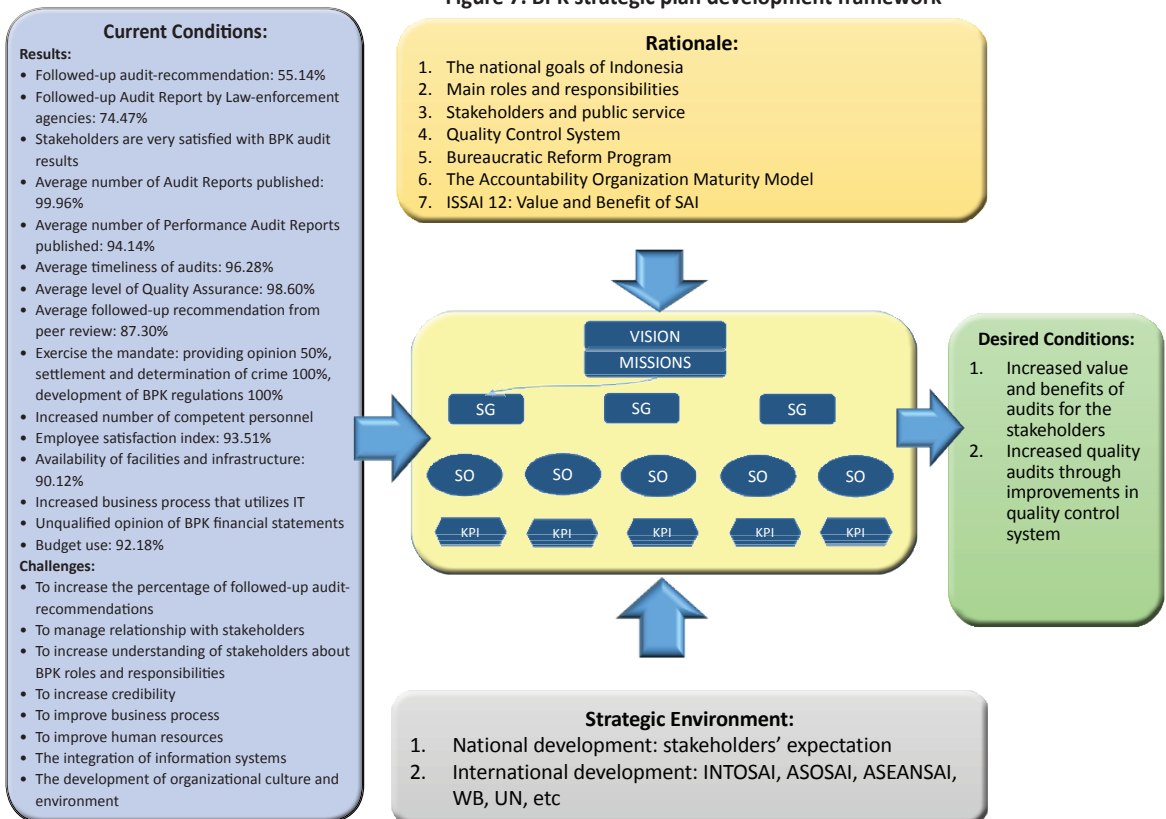 Figure 7: BPK strategic plan development framework
Current Conditions:
Results:
• Followed-up audit-recommendation: 55.14%
• Followed-up Audit Report by Law-enforcement
agencies: 74.47%
• Stakeholders are very satisfied with BPK audit
results
• Average number of Audit Reports published:
99.96%
• Average number of Performance Audit Reports
published: 94.14%
• Average timeliness of audits: 96.28%
• Average level of Quality Assurance: 98.60%
• Average followed-up recommendation from
peer review: 87.30%
• Exercise the mandate: providing opinion 50%,
settlement and determination of crime 100%,
development of BPK regulations 100%
• Increased number of competent personnel
• Employee satisfaction index: 93.51%
• Availability of facilities and infrastructure:
90.12%
• Increased business process that utilizes IT
• Unqualified opinion of BPK financial statements
• Budget use: 92.18%
Challenges:
• To increase the percentage of followed-up audit-
recommendations
• To manage relationship with stakeholders
• To increase understanding of stakeholders about
BPK roles and responsibilities
• To increase credibility
• To improve business process
• To improve human resources
• The integration of information systems
• The development of organizational culture and
environment
Rationale:
1. The national goals of Indonesia
2. Main roles and responsibilities
3. Stakeholders and public service
4. Quality Control System
5. Bureaucratic Reform Program
6. The Accountability Organization Maturity Model
7. ISSAI 12: Value and Benefit of SAI
VISION
MISSIONS
SG SG SG
SO SO SO SO SO
KPI KPI KPI KPI KPI
Desired Conditions:
1. Increased value
and benefits of
audits for the
stakeholders
2. Increased quality
audits through
improvements in
quality control
system
Strategic Environment:
1. National development: stakeholders' expectation
2. International development: INTOSAI, ASOSAI, ASEANSAI,
WB, UN, etc